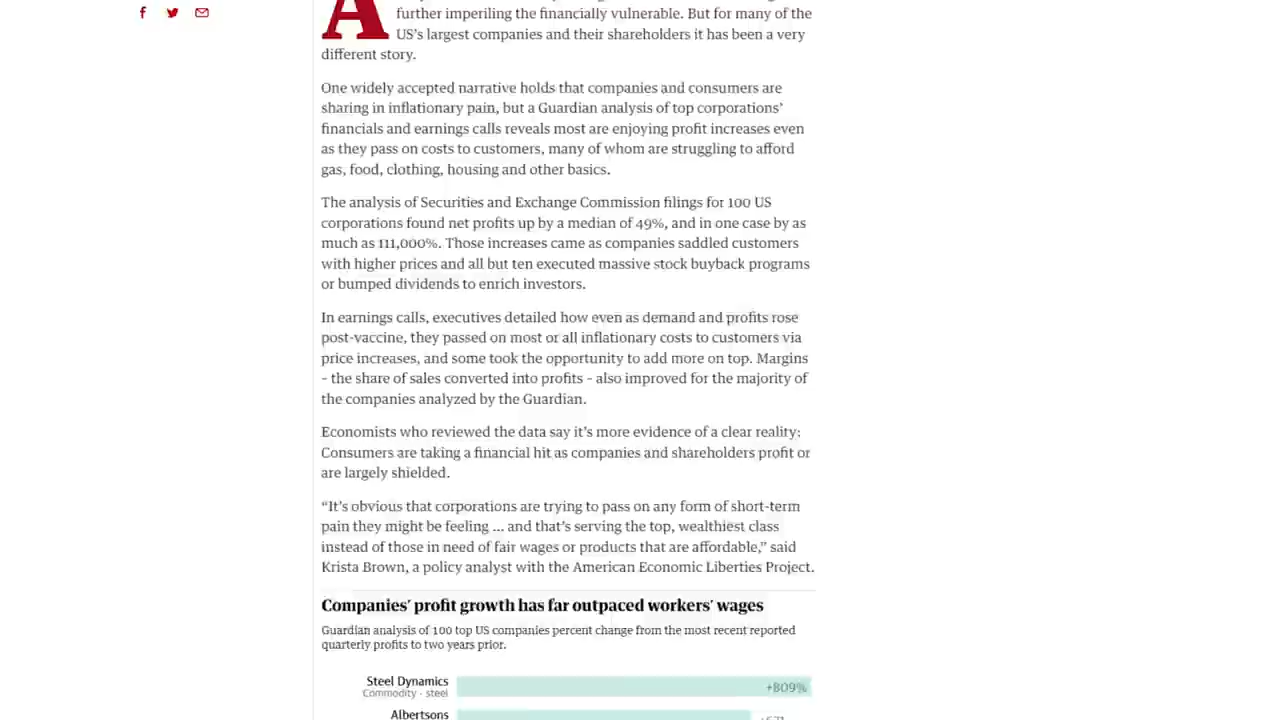 further imperiling the financially vulnerable. But for many of the
A
US's largest companies and their shareholders it has been a very
different story.
One widely accepted narrative holds that companies and consumers are
sharing in inflationary pain, but a Guardian analysis of top corporations'
financials and earnings calls reveals most are enjoying profit increases even
as they pass on costs to customers, many of whom are struggling to afford
gas, food, clothing, housing and other basics.
The analysis of Securities and Exchange Commission filings for 100 US
corporations found net profits up by a median of 49%, and in one case by as
much as 111,000%. Those increases came as companies saddled customers
with higher prices and all but ten executed massive stock buyback programs
or bumped dividends to enrich investors.
In earnings calls, executives detailed how even as demand and profits rose
post-vaccine, they passed on most or all inflationary costs to customers via
price increases, and some took the opportunity to add more on top. Margins
– the share of sales converted into profits – also improved for the majority of
the companies analyzed by the Guardian.
Economists who reviewed the data say it's more evidence of a clear reality:
Consumers are taking a financial hit as companies and shareholders profit or
are largely shielded.
“It's obvious that corporations are trying to pass on any form of short-term
pain they might be feeling ... and that's serving the top, wealthiest class
instead of those in need of fair wages or products that are affordable,” said
Krista Brown, a policy analyst with the American Economic Liberties Project.
Companies' profit growth has far outpaced workers' wages
Guardian analysis of 100 top US companies percent change from the most recent reported
quarterly profits to two years prior.
Steel Dynamics +809%
Commodity - steel
Albertsons